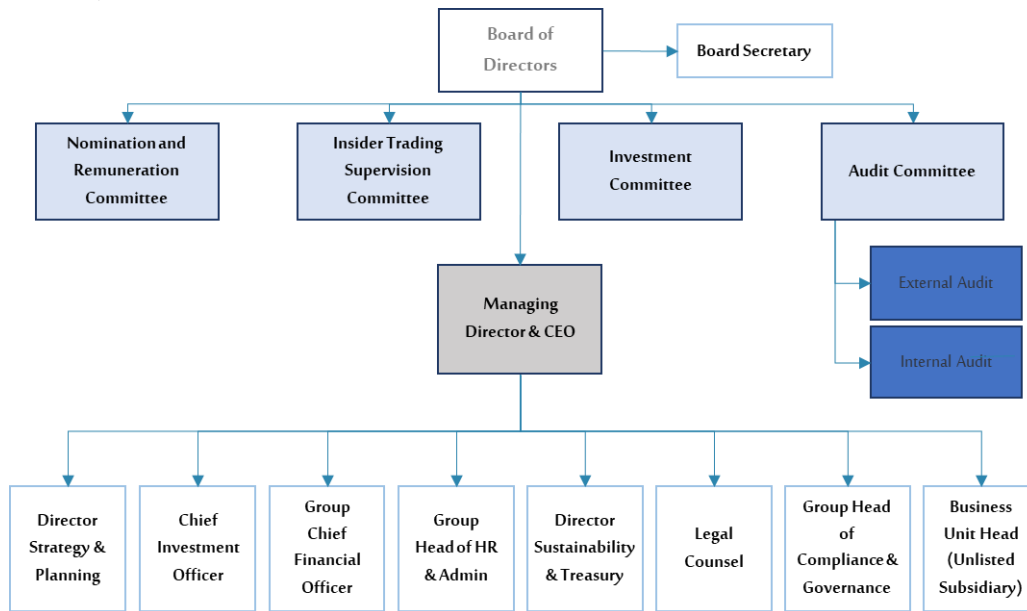 Board of
Directors
Board Secretary
Nomination and
Remuneration
Committee
Insider Trading
Supervision
Committee
Investment
Committee
Audit Committee
External Audit
Internal Audit
Managing
Director & CEO
Director
Strategy &
Planning
Chief
Investment
Officer
Group
Chief
Financial
Officer
Group
Head of HR
& Admin
Director
Sustainability
& Treasury
Legal
Counsel
Group Head
of
Compliance &
Governance
Business
Unit Head
(Unlisted
Subsidiary)